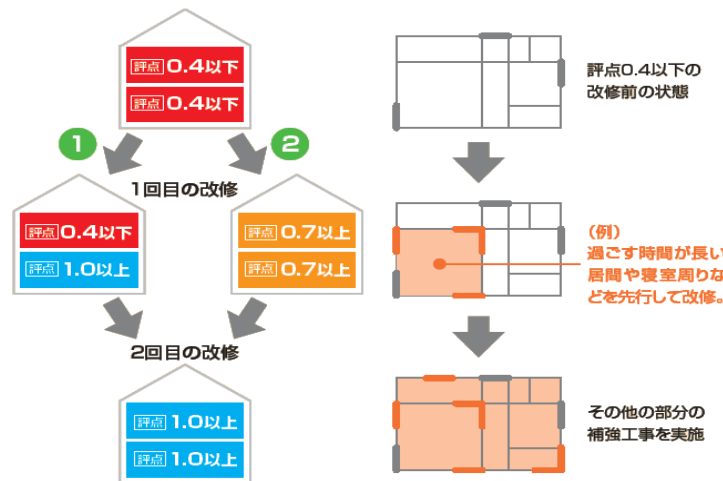 評点 0.4以下
評点 0.4以下
1
2
1回目の改修
評点 0.4以下
評点 1.0以上
評点 0.7以上
評点 0.7以上
2回目の改修
評点 1.0以上
評点 1.0以上
評点0.4以下の
改修前の状態
(例)
過ごす時間が長い
居間や寝室周りな
どを先行して改修。
その他の部分の
補強工事を実施